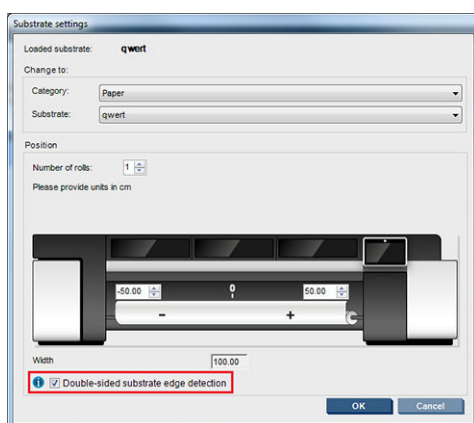 Substrate settings
Loaded substrate: qwert
Change to:
Category: Paper
Substrate: qwert
Position
Number of rolls: 1
Please provide units in cm
-50.00 0 50.00
- +
Width 100.00
Double-sided substrate edge detection
OK Cancel